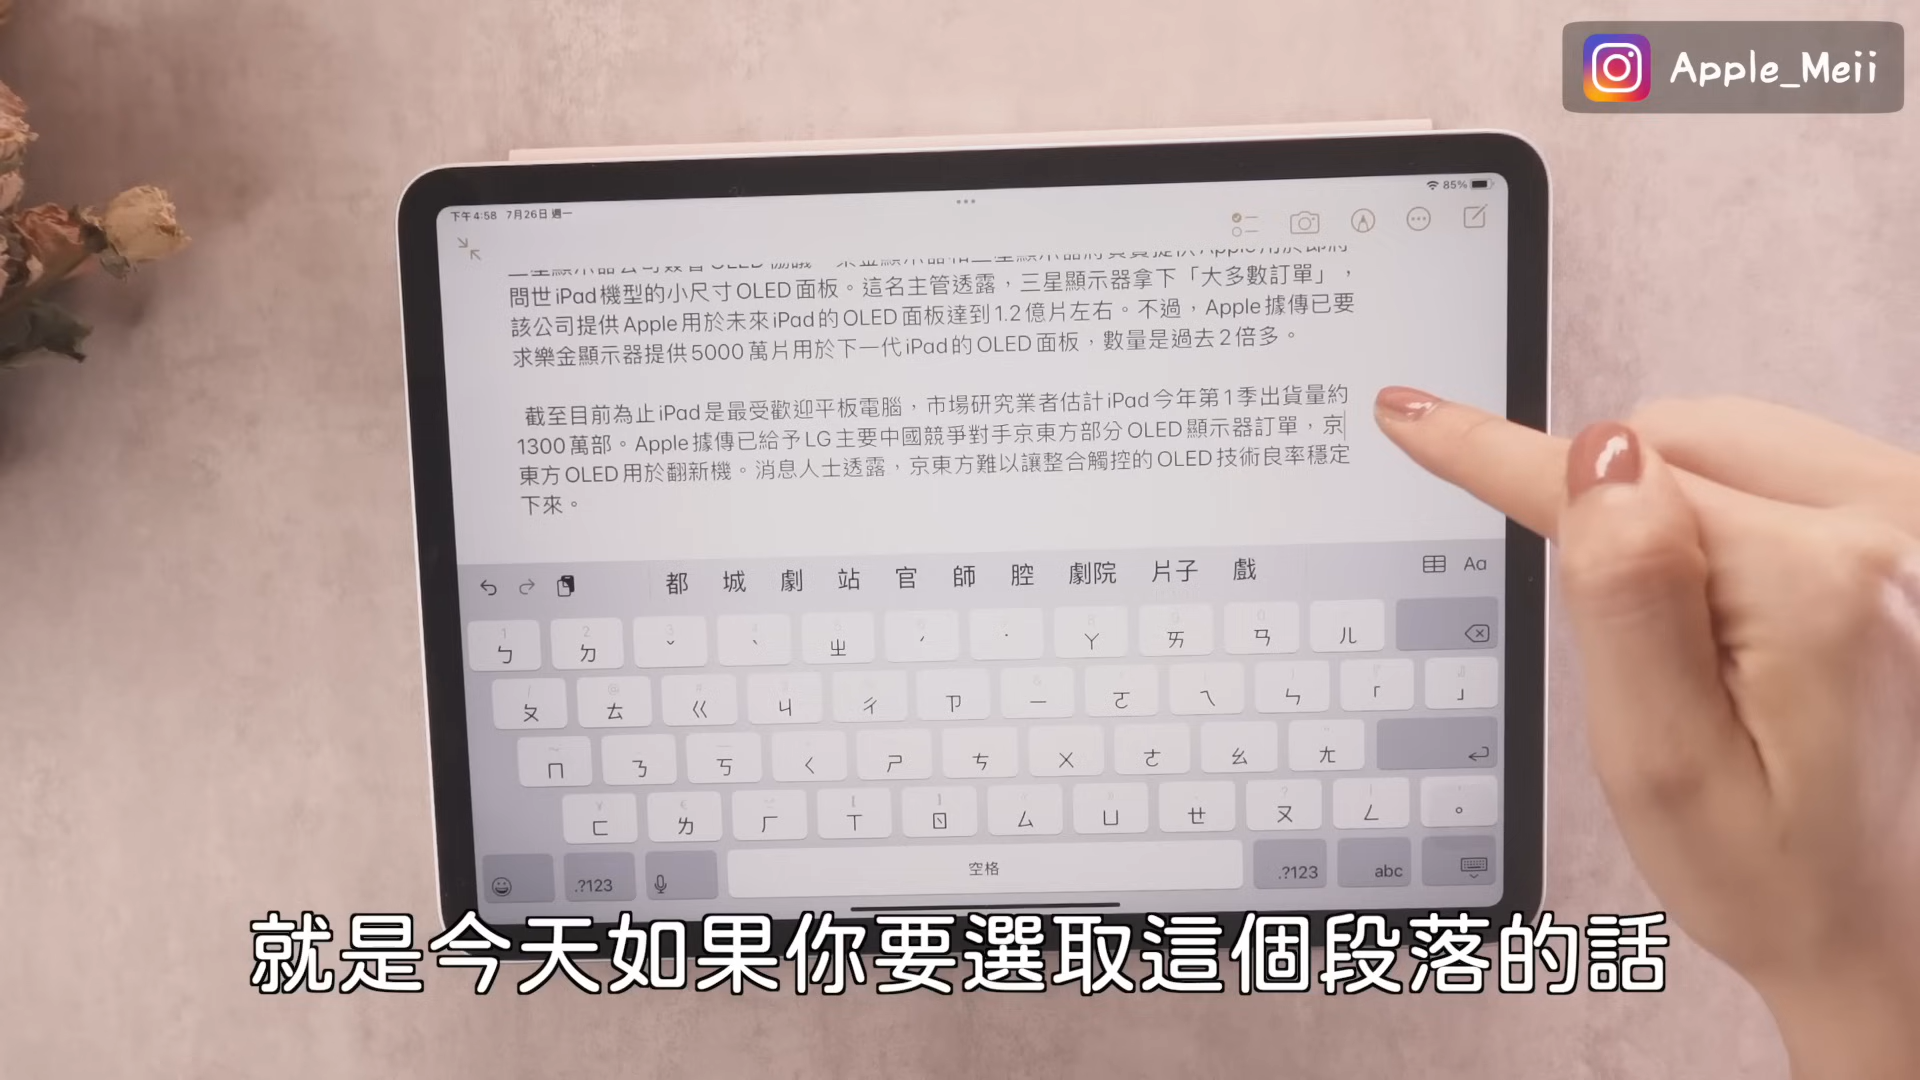 Apple_Meii
下午4:58 7月26日 週一
85%
問世iPad機型的小尺寸OLED面板。這名主管透露,三星顯示器拿下「大多數訂單」,
該公司提供Apple用於未來iPad的OLED面板達到1.2億片左右。不過,Apple據傳已要
求樂金顯示器提供5000萬片用於下一代iPad的OLED面板,數量是過去2倍多。
截至目前為止iPad是最受歡迎平板電腦,市場研究業者估計iPad今年第1季出貨量約
1300萬部。Apple據傳已給予LG主要中國競爭對手京東方部分OLED顯示器訂單,京
東方OLED用於翻新機。消息人士透露,京東方難以讓整合觸控的OLED技術良率穩定
下來。
都 城 劇 站 官 師 腔 劇院 片子 戲
Aa
ㄅ ㄉ ˇ ˋ ㄓ ˊ ˙ ㄚ ㄞ ㄢ ㄦ
ㄆ ㄊ ㄍ ㄐ ㄔ ㄗ ㄧ ㄛ ㄟ ㄣ 「 」
ㄇ ㄋ ㄎ ㄑ ㄕ ㄘ ㄨ ㄜ ㄠ ㄤ
ㄈ ㄌ ㄏ ㄒ ㄖ ㄙ ㄩ ㄝ ㄡ ㄥ 。
.?123 空格 .?123 abc
就是今天如果你要選取這個段落的話